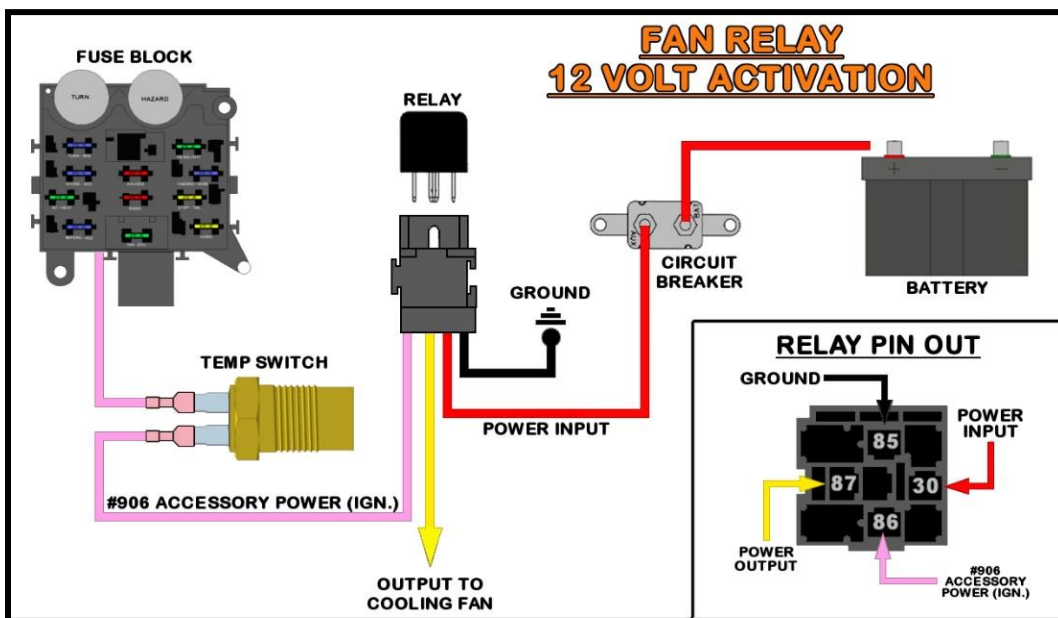 FAN RELAY
12 VOLT ACTIVATION
FUSE BLOCK
TURN
HAZARD
RELAY
+
-
BAT
AUX
CIRCUIT
BREAKER
BATTERY
GROUND
TEMP SWITCH
POWER INPUT
#906 ACCESSORY POWER (IGN.)
OUTPUT TO
COOLING FAN
RELAY PIN OUT
GROUND
POWER
INPUT
85
87
30
86
POWER
OUTPUT
#906
ACCESSORY
POWER (IGN.)